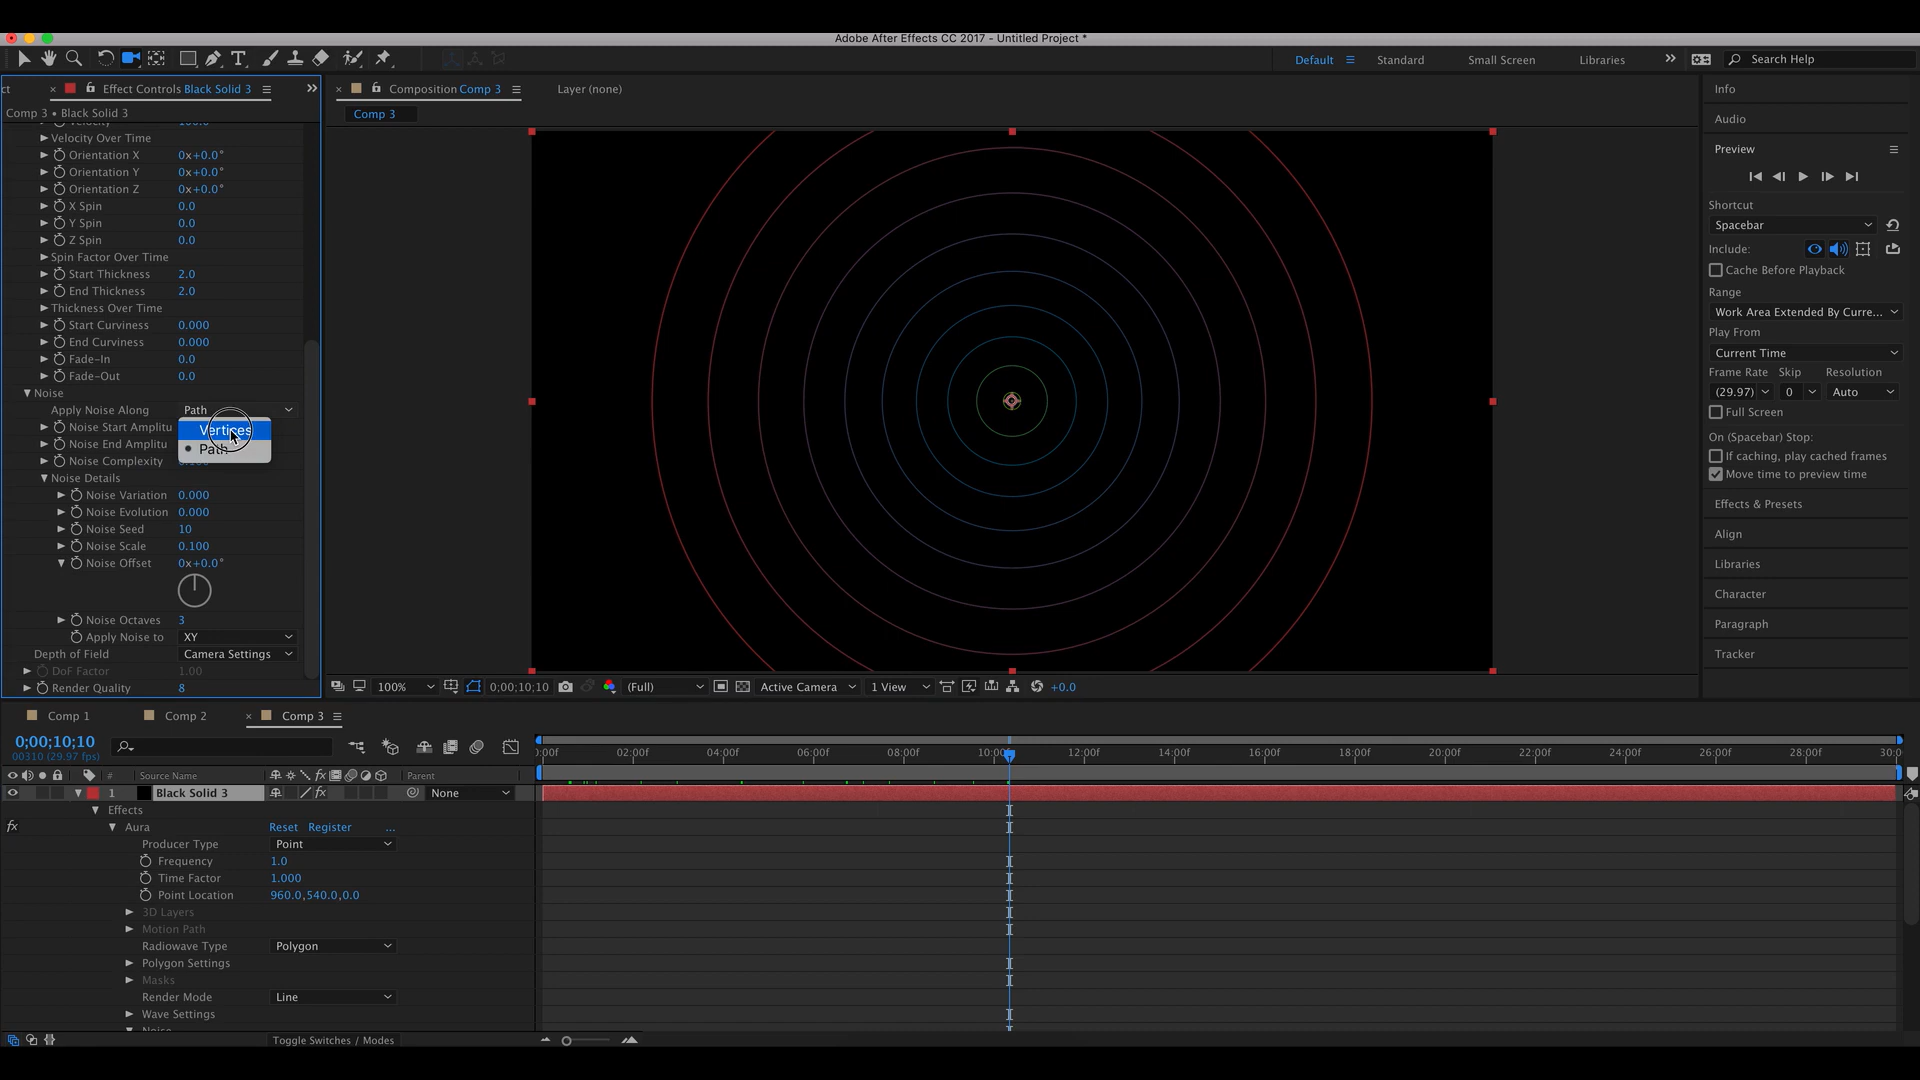 Adobe After Effects CC 2017 - Untitled Project *
Default
Standard
Small Screen
Libraries
Search Help
ct
Effect Controls Black Solid 3
Comp 3 • Black Solid 3
Velocity Over Time
Orientation X 0x+0.0°
Orientation Y 0x+0.0°
Orientation Z 0x+0.0°
X Spin 0.0
Y Spin 0.0
Z Spin 0.0
Spin Factor Over Time
Start Thickness 2.0
End Thickness 2.0
Thickness Over Time
Start Curviness 0.000
End Curviness 0.000
Fade-In 0.0
Fade-Out 0.0
Noise
Apply Noise Along Path
Noise Start Amplitu
Vertices
Noise End Amplitu
Path
Noise Complexity
Noise Details
Noise Variation 0.000
Noise Evolution 0.000
Noise Seed 10
Noise Scale 0.100
Noise Offset 0x+0.0°
Noise Octaves 3
Apply Noise to XY
Depth of Field Camera Settings
DoF Factor 1.00
Render Quality 8
Composition Comp 3
Layer (none)
Comp 3
100%
0;00;10;10
(Full)
Active Camera
1 View
+0.0
Info
Audio
Preview
Shortcut
Spacebar
Include:
Cache Before Playback
Range
Work Area Extended By Curre...
Play From
Current Time
Frame Rate Skip Resolution
(29.97) 0 Auto
Full Screen
On (Spacebar) Stop:
If caching, play cached frames
Move time to preview time
Effects & Presets
Align
Libraries
Character
Paragraph
Tracker
Comp 1
Comp 2
Comp 3
0;00;10;10
00310 (29.97 fps)
# Source Name Parent
1 Black Solid 3 None
Effects
fx Aura Reset Register ...
Producer Type Point
Frequency 1.0
Time Factor 1.000
Point Location 960.0,540.0,0.0
3D Layers
Motion Path
Radiowave Type Polygon
Polygon Settings
Masks
Render Mode Line
Wave Settings
Toggle Switches / Modes
):00f 02:00f 04:00f 06:00f 08:00f 10:00f 12:00f 14:00f 16:00f 18:00f 20:00f 22:00f 24:00f 26:00f 28:00f 30:0